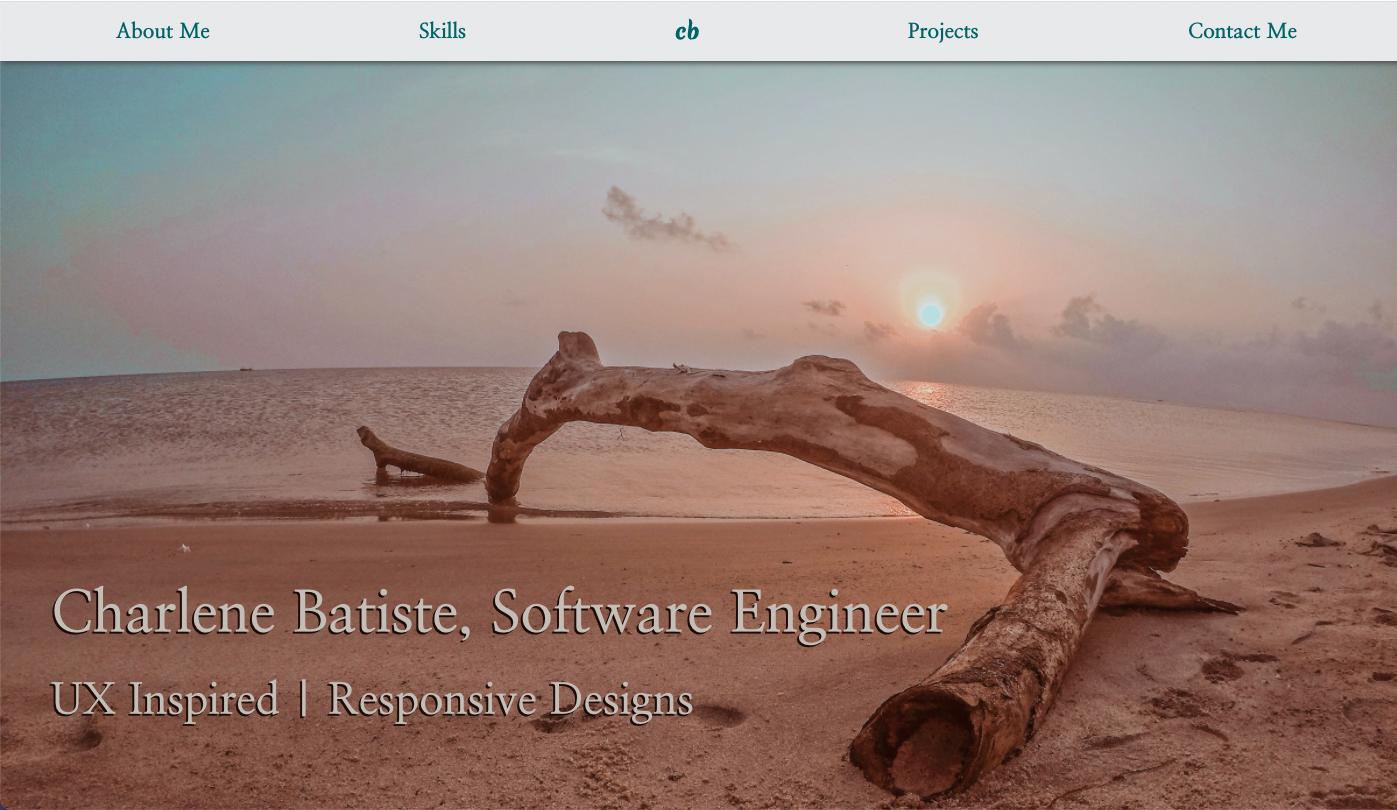 About Me Skills cb Projects Contact Me
Charlene Batiste, Software Engineer
UX Inspired | Responsive Designs